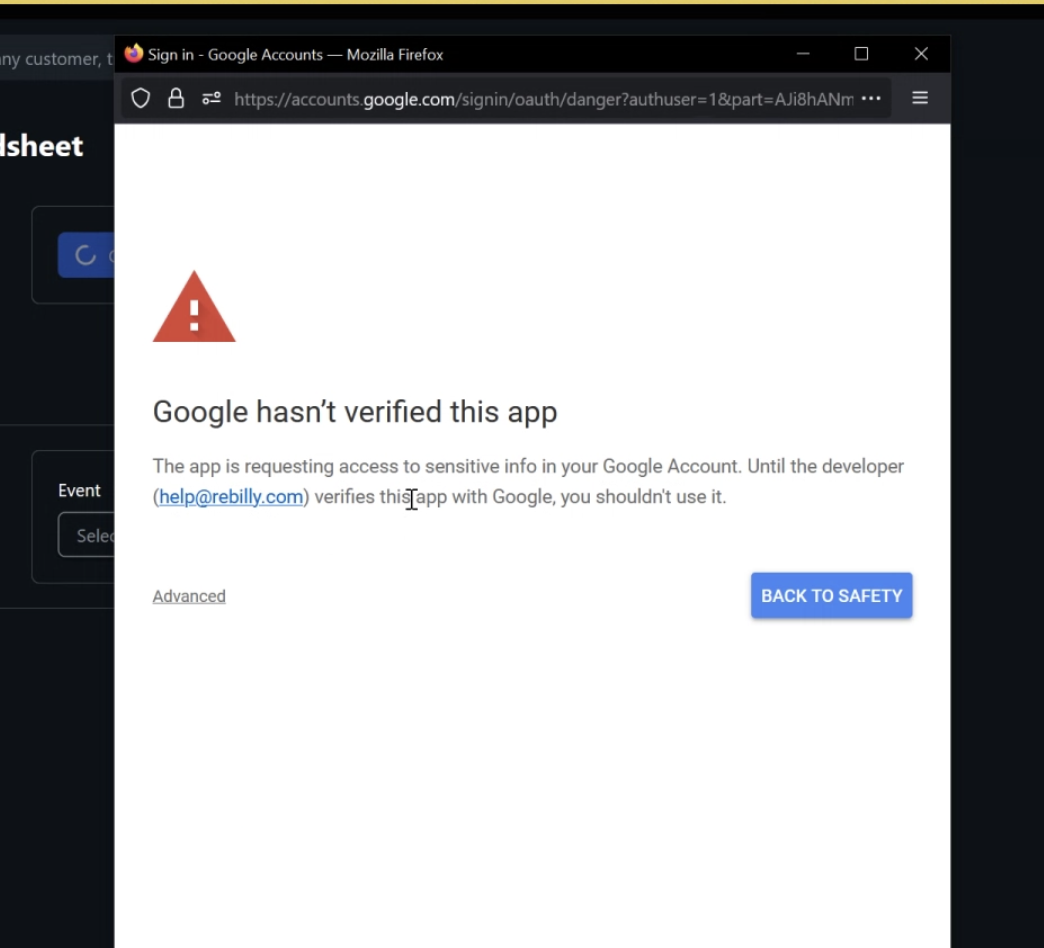 Sign in - Google Accounts — Mozilla Firefox
ny customer, t
https://accounts.google.com/signin/oauth/danger?authuser=1&part=AJi8hANm
dsheet
Google hasn't verified this app
The app is requesting access to sensitive info in your Google Account. Until the developer
(help@rebilly.com) verifies this app with Google, you shouldn't use it.
Event
Selec
Advanced
BACK TO SAFETY